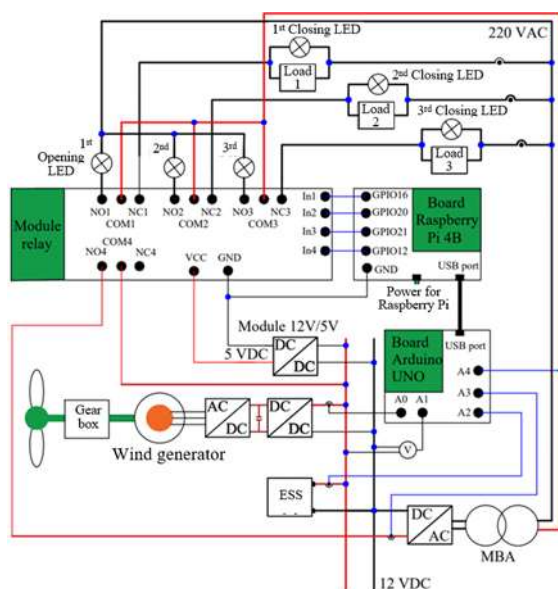 220 VAC
1st Closing LED
Load
1
2nd Closing LED
Load
2
3rd Closing LED
Load
3
1st
Opening
LED
2nd
3rd
NO1
COM1
NC1
NO2
COM2
NC2
NO3
COM3
NC3
Module
relay
NO4
COM4
NC4
VCC
GND
In1
In2
In3
In4
GPIO16
GPIO20
GPIO21
GPIO12
GND
Board
Raspberry
Pi 4B
USB port
Power for
Raspberry Pi
Module 12V/5V
5 VDC
DC
DC
Board
Arduino
UNO
USB port
A0
A1
A4
A3
A2
Gear
box
Wind generator
AC
DC
DC
DC
V
ESS
DC
AC
MBA
12 VDC